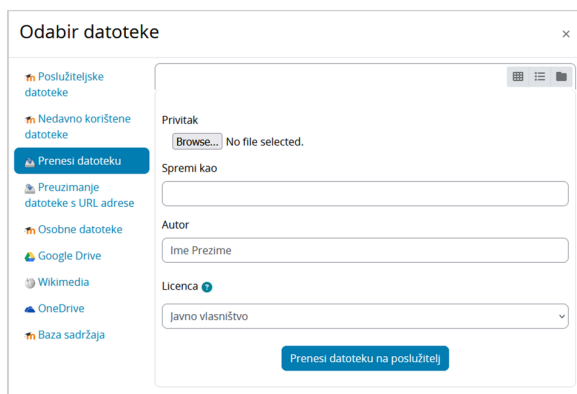 Odabir datoteke
×
Poslužiteljske
datoteke
Nedavno korištene
datoteke
Prenesi datoteku
Preuzimanje
datoteke s URL adrese
Osobne datoteke
Google Drive
Wikimedia
OneDrive
Baza sadržaja
Privitak
Browse... No file selected.
Spremi kao
Autor
Ime Prezime
Licenca ?
Javno vlasništvo
Prenesi datoteku na poslužitelj